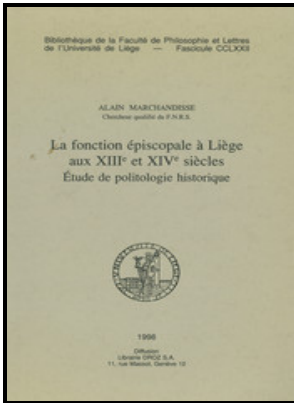 Bibliothèque de la Faculté de Philosophie et Lettres
de l'Université de Liège — Fascicule CCLXXII
ALAIN MARCHANDISSE
Chercheur qualifié du F.N.R.S.
La fonction épiscopale à Liège
aux XIIIe et XIVe siècles
Étude de politologie historique
1998
Diffusion
Librairie DROZ S.A.
11, rue Massot, Genève 12